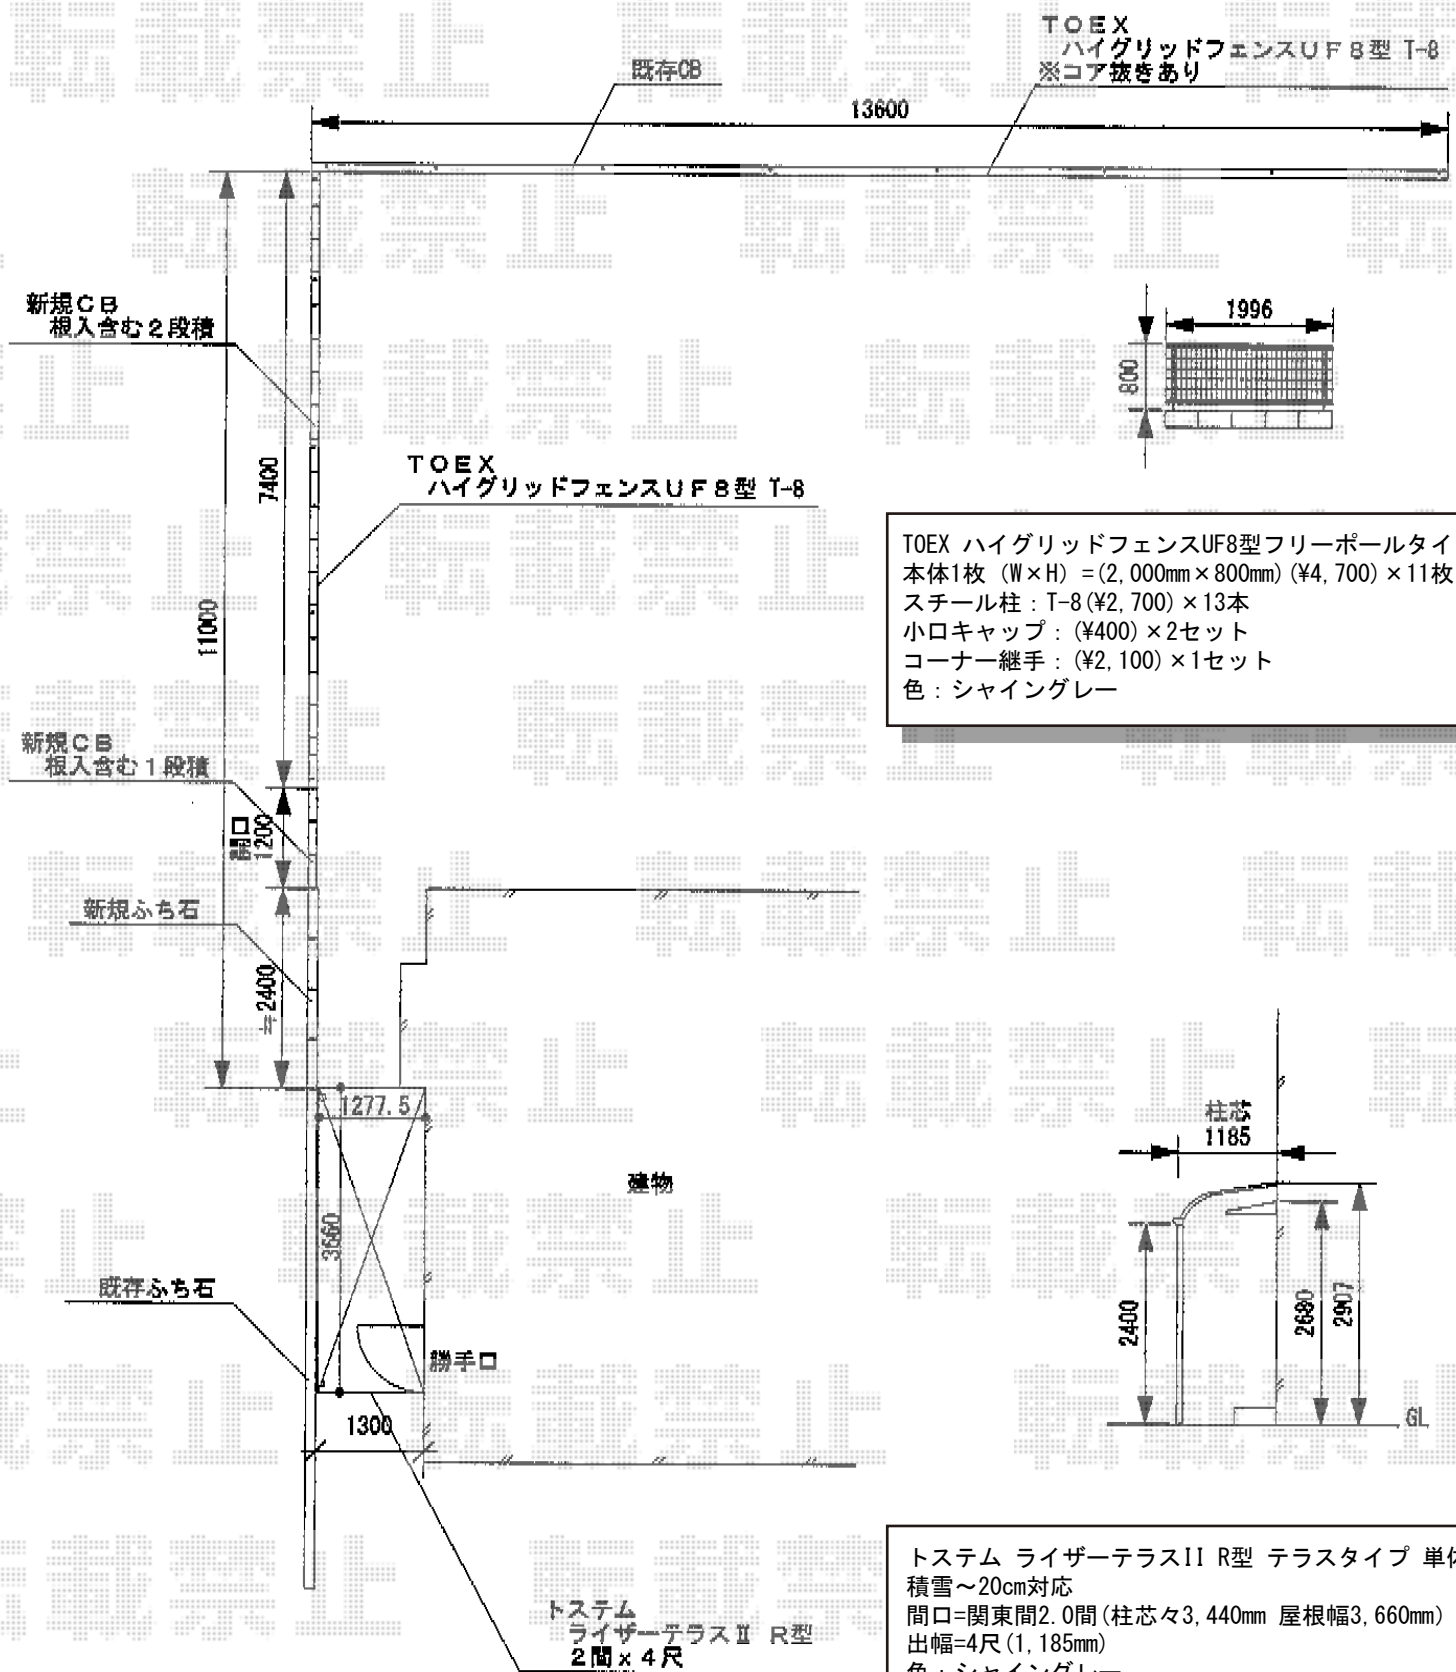 TOEX
ハイグリッドフェンスUF8型 T-8
※コア抜きあり
既存CB
13600
新規CB
根入含む2段積
1996
800
7400
TOEX
ハイグリッドフェンスUF8型 T-8
11000
TOEX ハイグリッドフェンスUF8型フリーポールタイ
本体1枚 (W×H) =(2,000mm×800mm)(¥4,700)×11枚
スチール柱：T-8(¥2,700)×13本
小口キャップ：(¥400)×2セット
コーナー継手：(¥2,100)×1セット
色：シャイングレー
新規CB
根入含む1段積
開口
1200
新規ふち石
≒2400
1277.5
柱芯
1185
建物
3660
既存ふち石
勝手口
2400
2680
2907
GL
1300
トステム
ライザーテラスⅡ R型
2間×4尺
トステム ライザーテラスII R型 テラスタイプ 単体
積雪～20cm対応
間口=関東間2.0間(柱芯々3,440mm 屋根幅3,660mm)
出幅=4尺(1,185mm)
色：シャイングレー
転載禁止